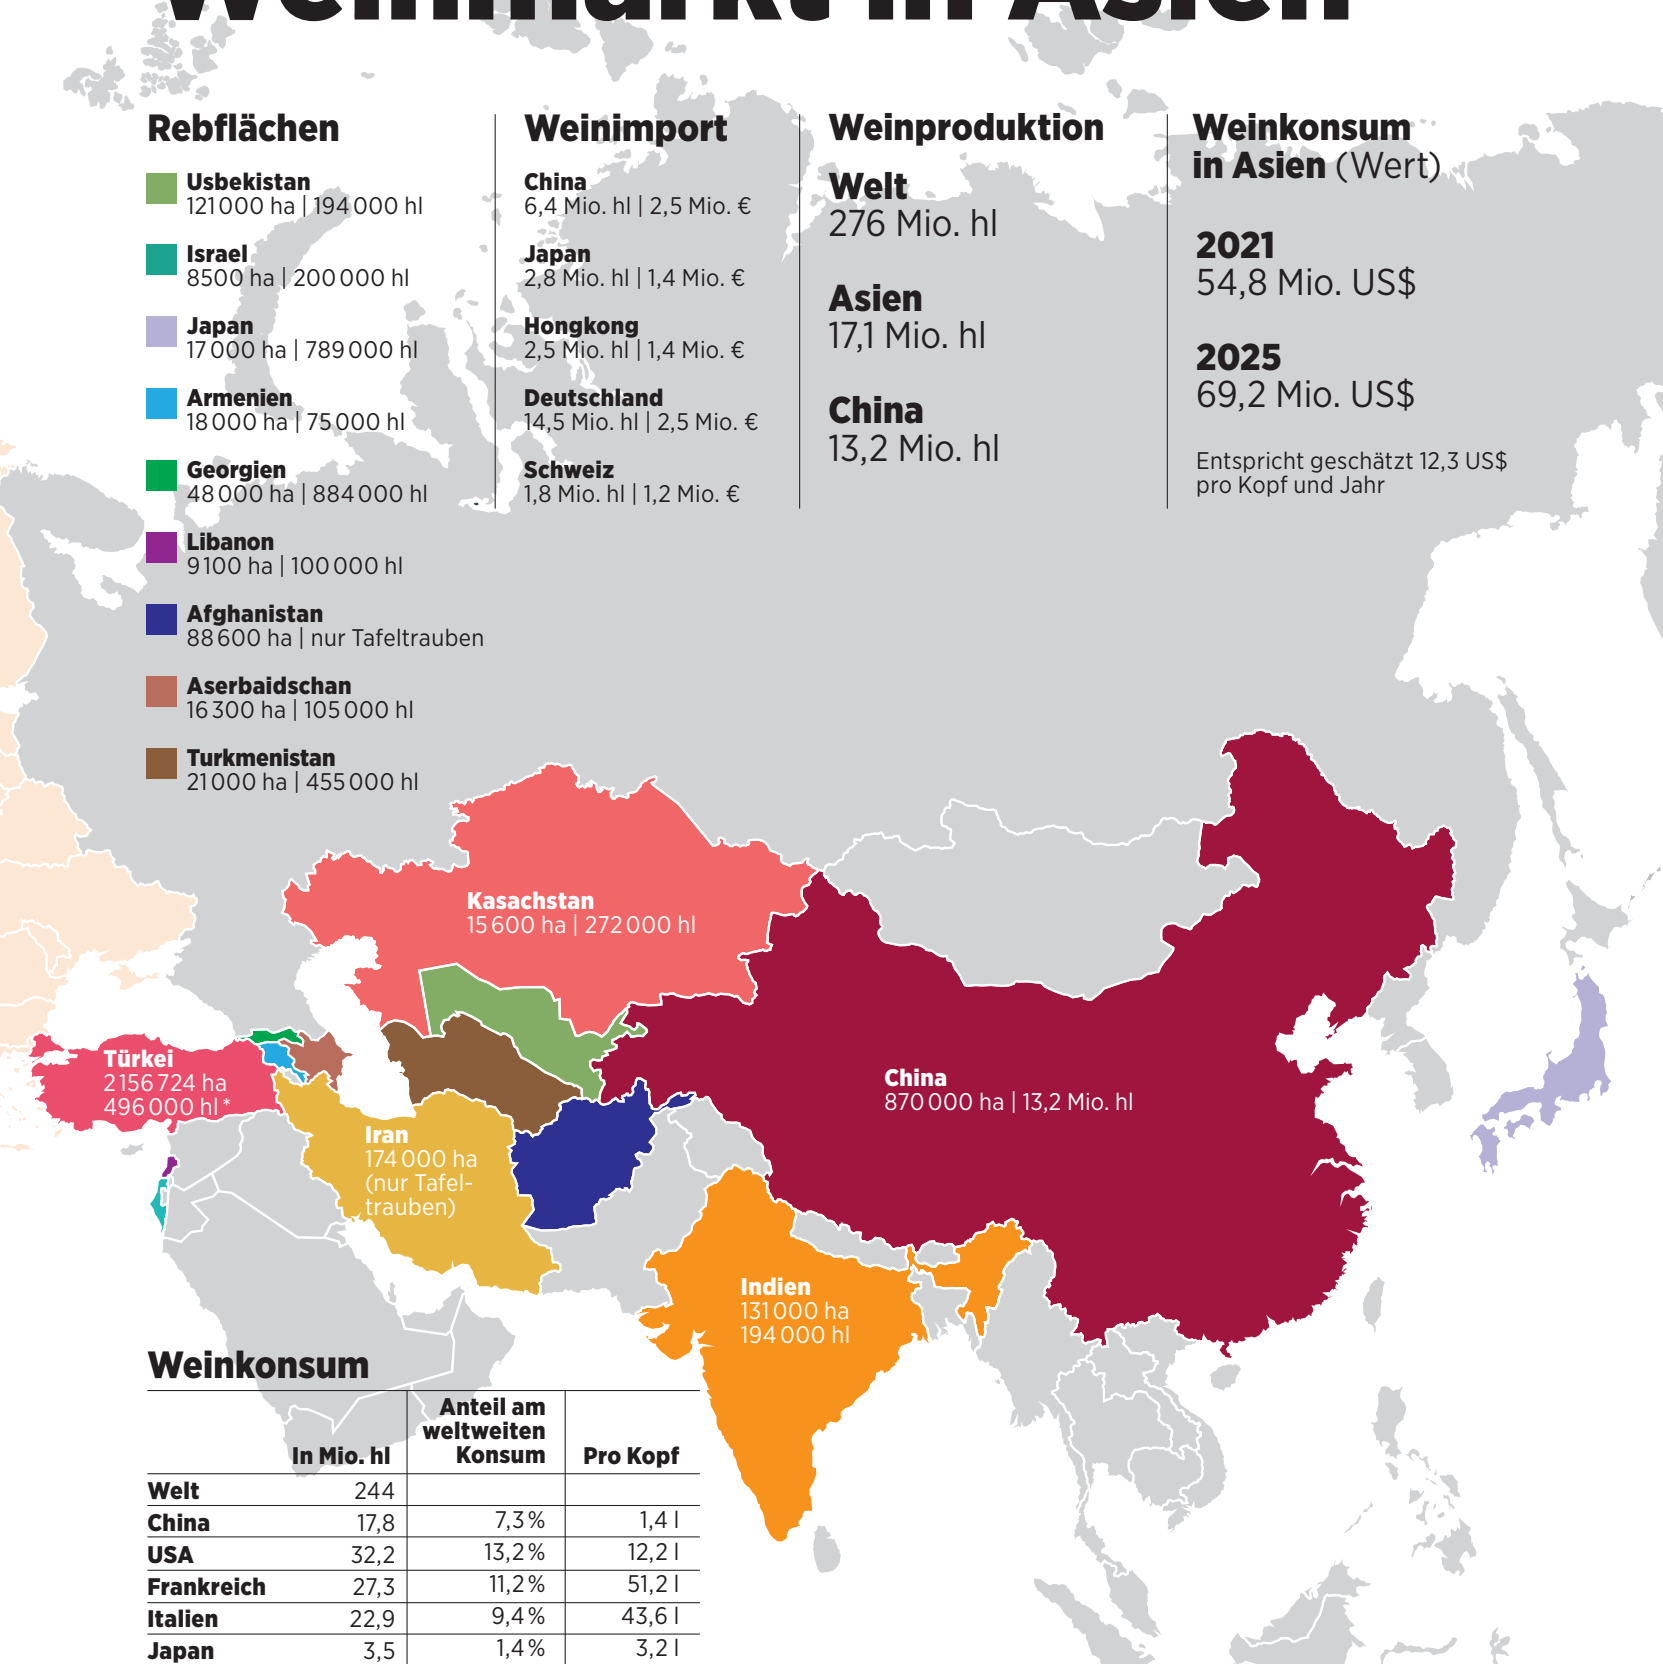 Weinmarkt in Asien
Rebflächen
Usbekistan
121 000 ha | 194 000 hl
Israel
8500 ha | 200 000 hl
Japan
17 000 ha | 789 000 hl
Armenien
18 000 ha | 75 000 hl
Georgien
48 000 ha | 884 000 hl
Libanon
9100 ha | 100 000 hl
Afghanistan
88 600 ha | nur Tafeltrauben
Aserbaidschan
16 300 ha | 105 000 hl
Turkmenistan
21 000 ha | 455 000 hl
Weinimport
China
6,4 Mio. hl | 2,5 Mio. €
Japan
2,8 Mio. hl | 1,4 Mio. €
Hongkong
2,5 Mio. hl | 1,4 Mio. €
Deutschland
14,5 Mio. hl | 2,5 Mio. €
Schweiz
1,8 Mio. hl | 1,2 Mio. €
Weinproduktion
Welt
276 Mio. hl
Asien
17,1 Mio. hl
China
13,2 Mio. hl
Weinkonsum
in Asien (Wert)
2021
54,8 Mio. US$
2025
69,2 Mio. US$
Entspricht geschätzt 12,3 US$
pro Kopf und Jahr
Kasachstan
15 600 ha | 272 000 hl
Türkei
2 156 724 ha
496 000 hl *
Iran
174 000 ha
(nur Tafel-
trauben)
China
870 000 ha | 13,2 Mio. hl
Indien
131 000 ha
194 000 hl
Weinkonsum
Anteil am
weltweiten
In Mio. hl Konsum Pro Kopf
Welt 244
China 17,8 7,3 % 1,4 l
USA 32,2 13,2 % 12,2 l
Frankreich 27,3 11,2 % 51,2 l
Italien 22,9 9,4 % 43,6 l
Japan 3,5 1,4 % 3,2 l